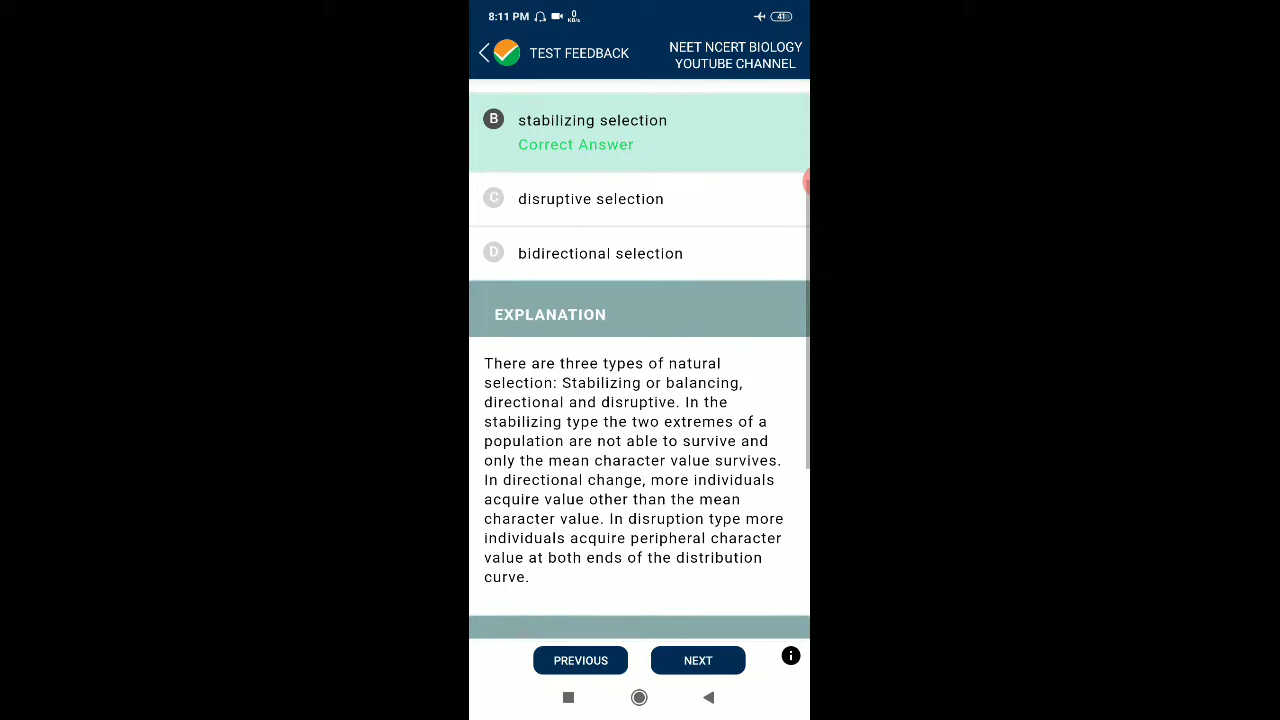 8:11 PM 0 KB/s 41
TEST FEEDBACK
NEET NCERT BIOLOGY
YOUTUBE CHANNEL
B stabilizing selection
Correct Answer
C disruptive selection
D bidirectional selection
EXPLANATION
There are three types of natural
selection: Stabilizing or balancing,
directional and disruptive. In the
stabilizing type the two extremes of a
population are not able to survive and
only the mean character value survives.
In directional change, more individuals
acquire value other than the mean
character value. In disruption type more
individuals acquire peripheral character
value at both ends of the distribution
curve.
PREVIOUS NEXT i